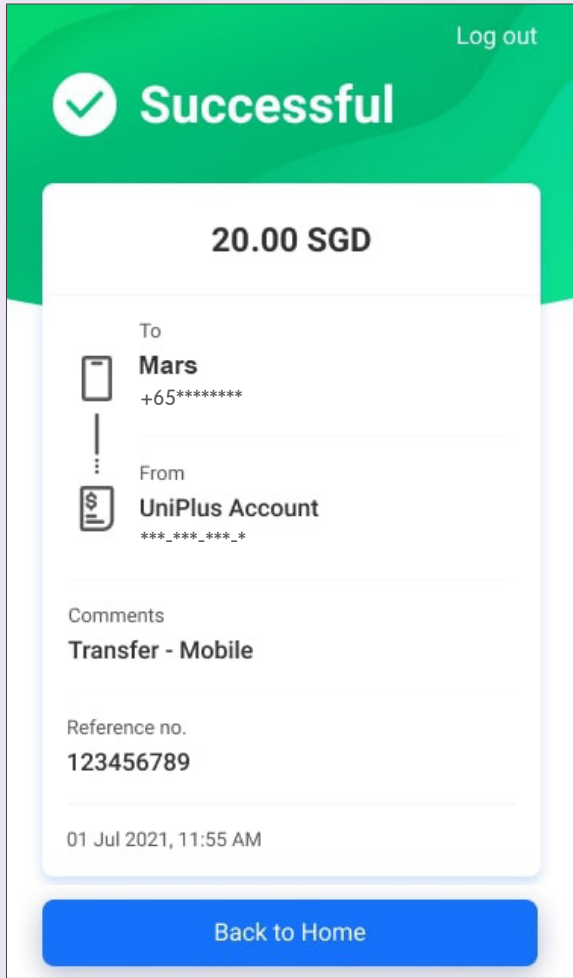 Log out
Successful
20.00 SGD
To
Mars
+65********
From
UniPlus Account
***-***-***-*
Comments
Transfer - Mobile
Reference no.
123456789
01 Jul 2021, 11:55 AM
Back to Home